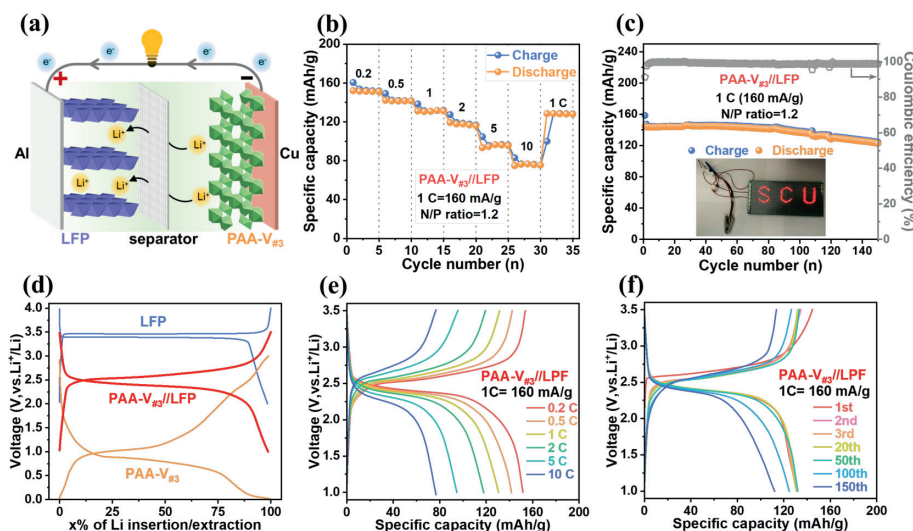 (a)
e⁻
e⁻
e⁻
e⁻
+
−
Al
Li⁺
Li⁺
Li⁺
Li⁺
Li⁺
Cu
LFP
separator
PAA-V#3
(b)
Specific capacity (mAh/g)
200
160
120
80
40
0
Charge
Discharge
0.2
0.5
1
2
5
10
1 C
PAA-V#3//LFP
1 C=160 mA/g
N/P ratio=1.2
0 5 10 15 20 25 30 35
Cycle number (n)
(c)
Specific capacity (mAh/g)
240
200
160
120
80
40
0
PAA-V#3//LFP
1 C (160 mA/g)
N/P ratio=1.2
Charge
Discharge
SCU
100
80
60
40
20
0
Coulombic efficiency (%)
0 30 60 90 120
Cycle number (n)
(d)
Voltage (V,vs.Li⁺/Li)
4.0
3.5
3.0
2.5
2.0
1.5
1.0
0.5
0.0
LFP
PAA-V#3//LFP
PAA-V#3
0 25 50 75 100
x% of Li insertion/extraction
(e)
Voltage (V,vs.Li⁺/Li)
3.5
3.0
2.5
2.0
1.5
1.0
PAA-V#3//LPF
1C= 160 mA/g
0.2 C
0.5 C
1 C
2 C
5 C
10 C
0 40 80 120 160 200
Specific capacity (mAh/g)
(f)
Voltage (V,vs.Li⁺/Li)
3.5
3.0
2.5
2.0
1.5
1.0
PAA-V#3//LPF
1C= 160 mA/g
1st
2nd
3rd
20th
50th
100th
150th
0 40 80 120 160 200
Specific capacity (mAh/g)